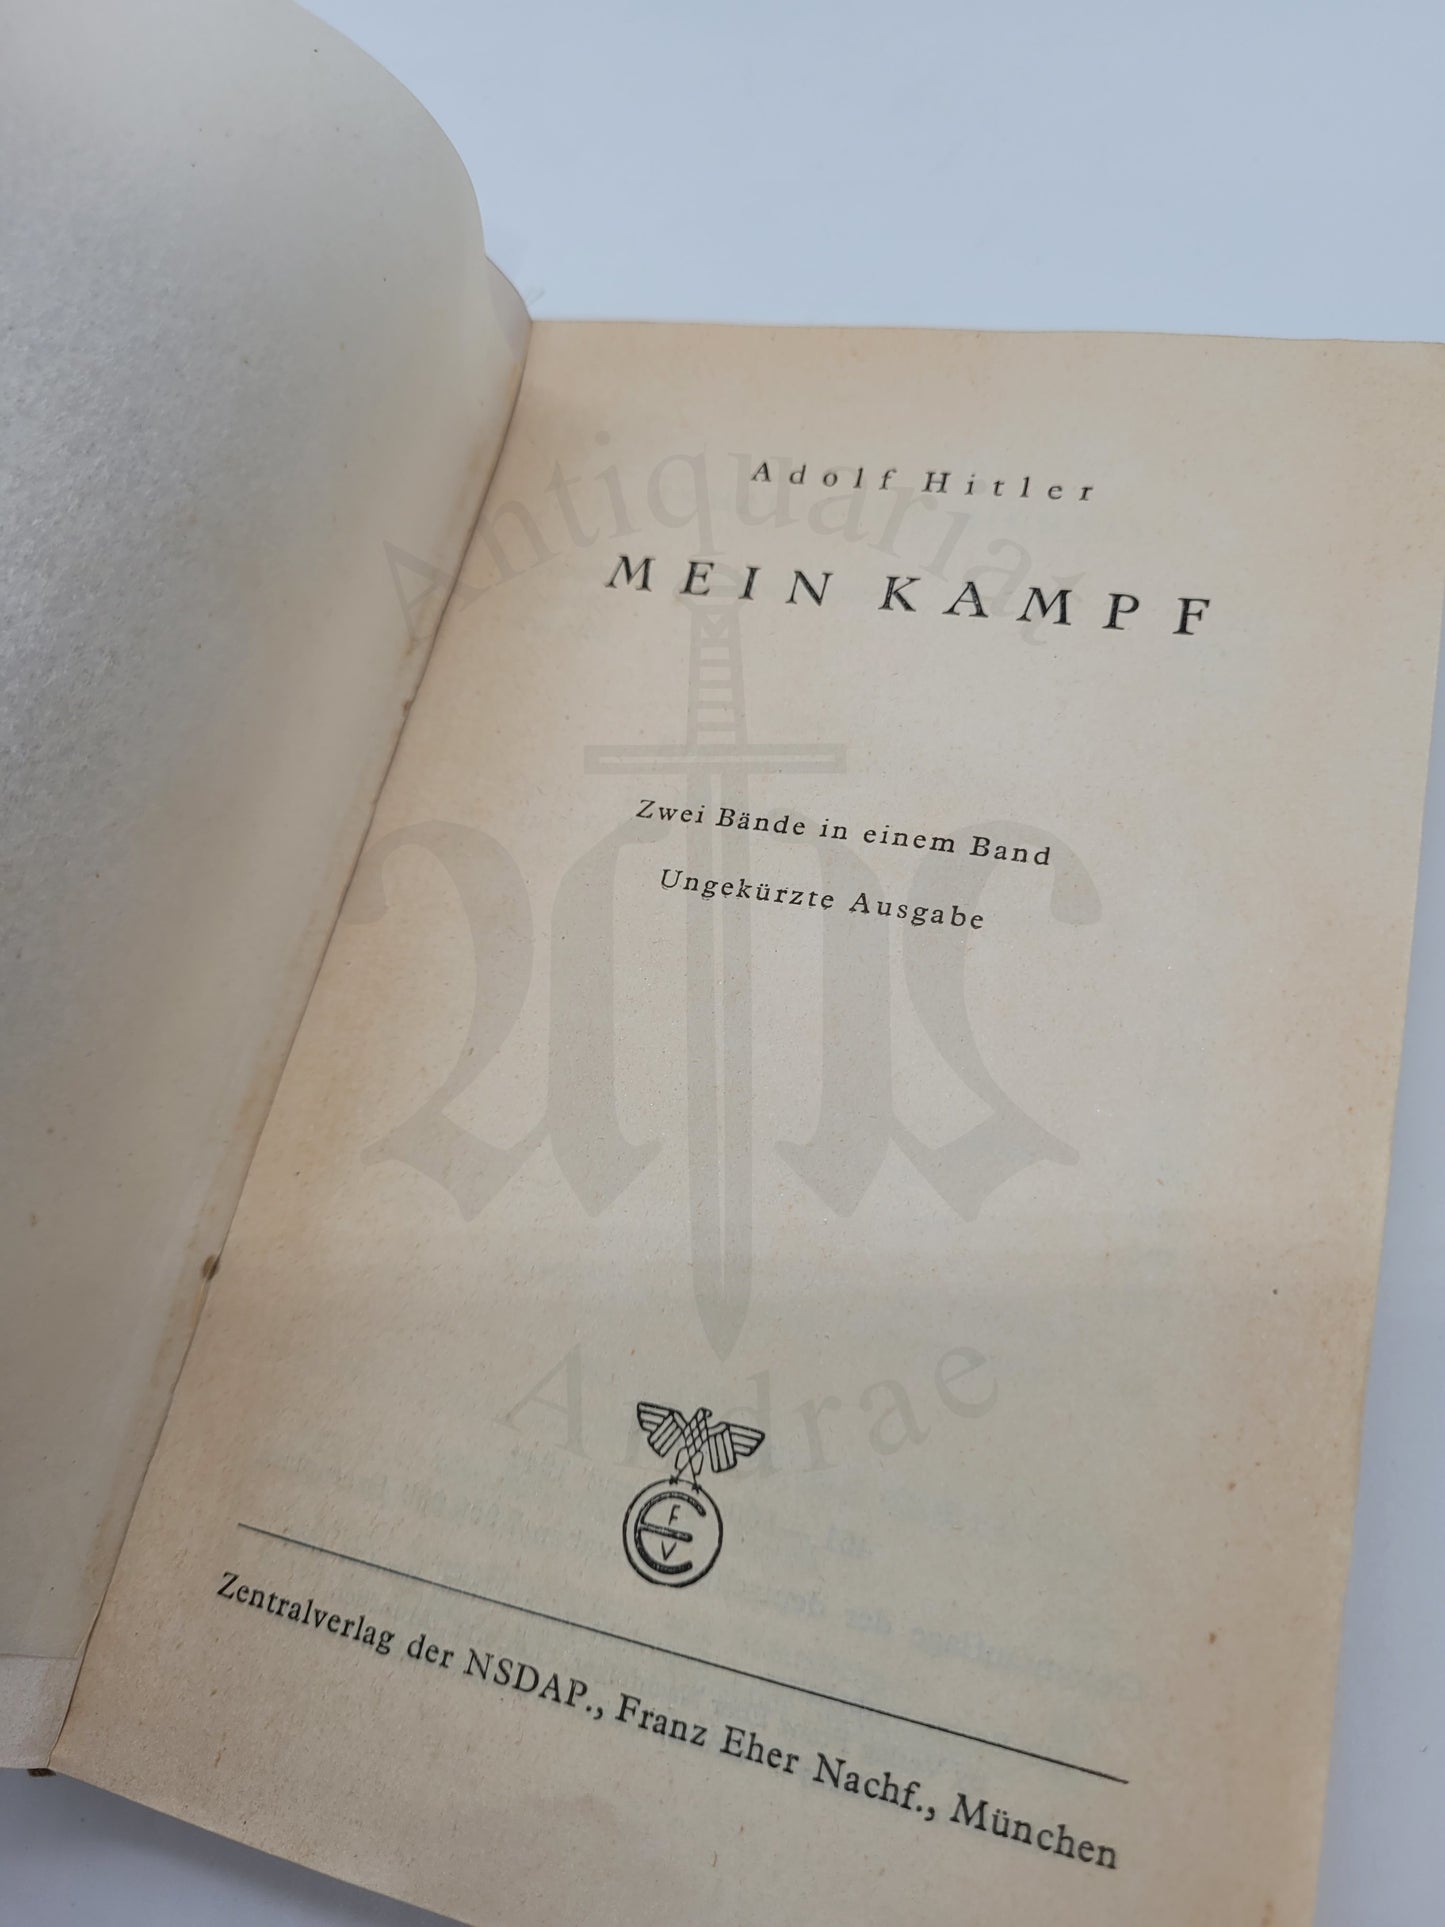 Adolf Hitler
MEIN KAMPF
Zwei Bände in einem Band
Ungekürzte Ausgabe
F
E
V
Zentralverlag der NSDAP., Franz Eher Nachf., München
Antiquariat
Andrae